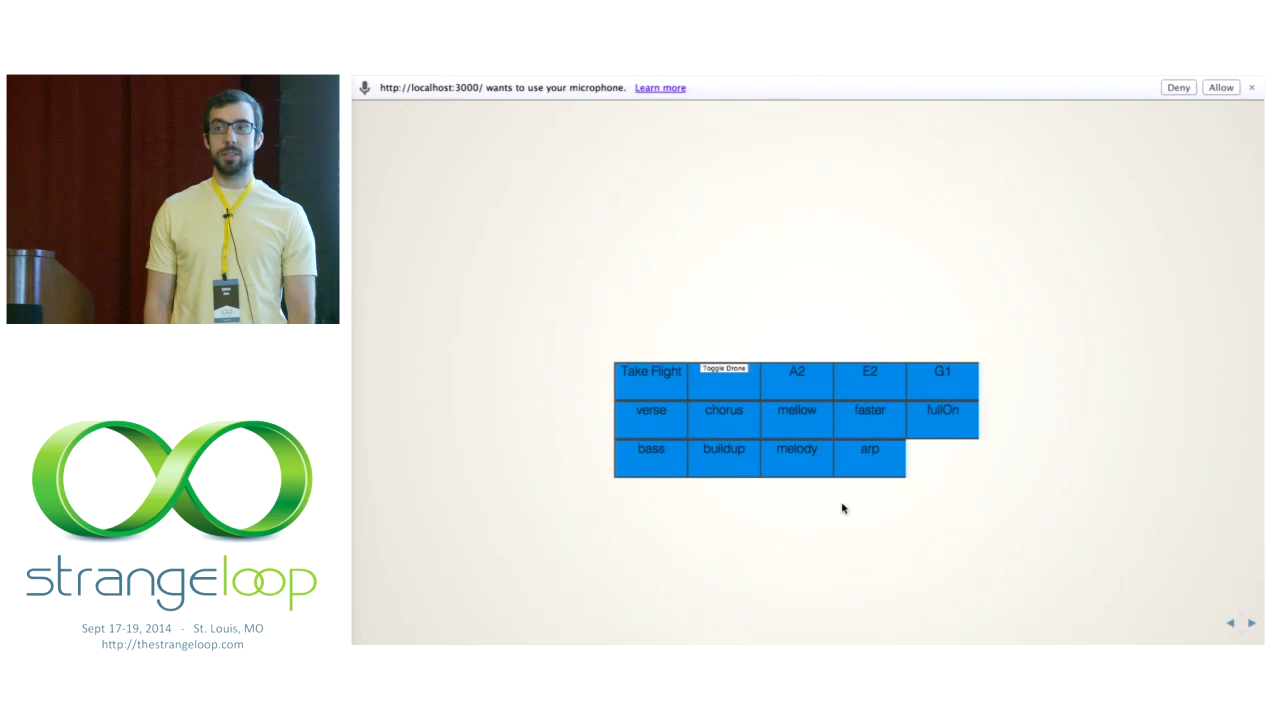 http://localhost:3000/ wants to use your microphone. Learn more Deny Allow ×
Take Flight Toggle Drone A2 E2 G1
verse chorus mellow faster fullOn
bass buildup melody arp
strangeloop
Sept 17-19, 2014 - St. Louis, MO
http://thestrangeloop.com